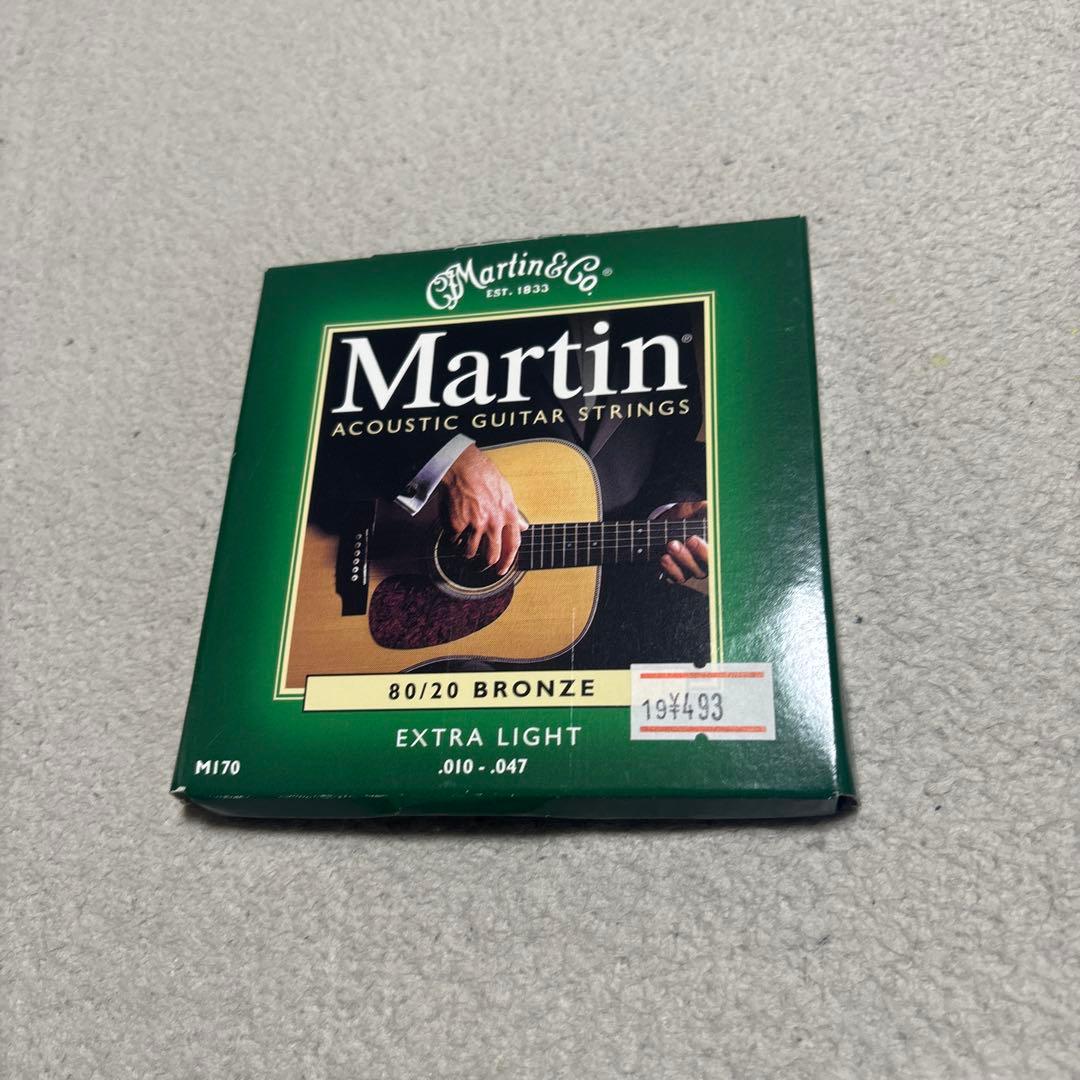 Martin & Co ®
EST. 1833
Martin ®
ACOUSTIC GUITAR STRINGS
80/20 BRONZE
19¥493
EXTRA LIGHT
M170
.010 - .047